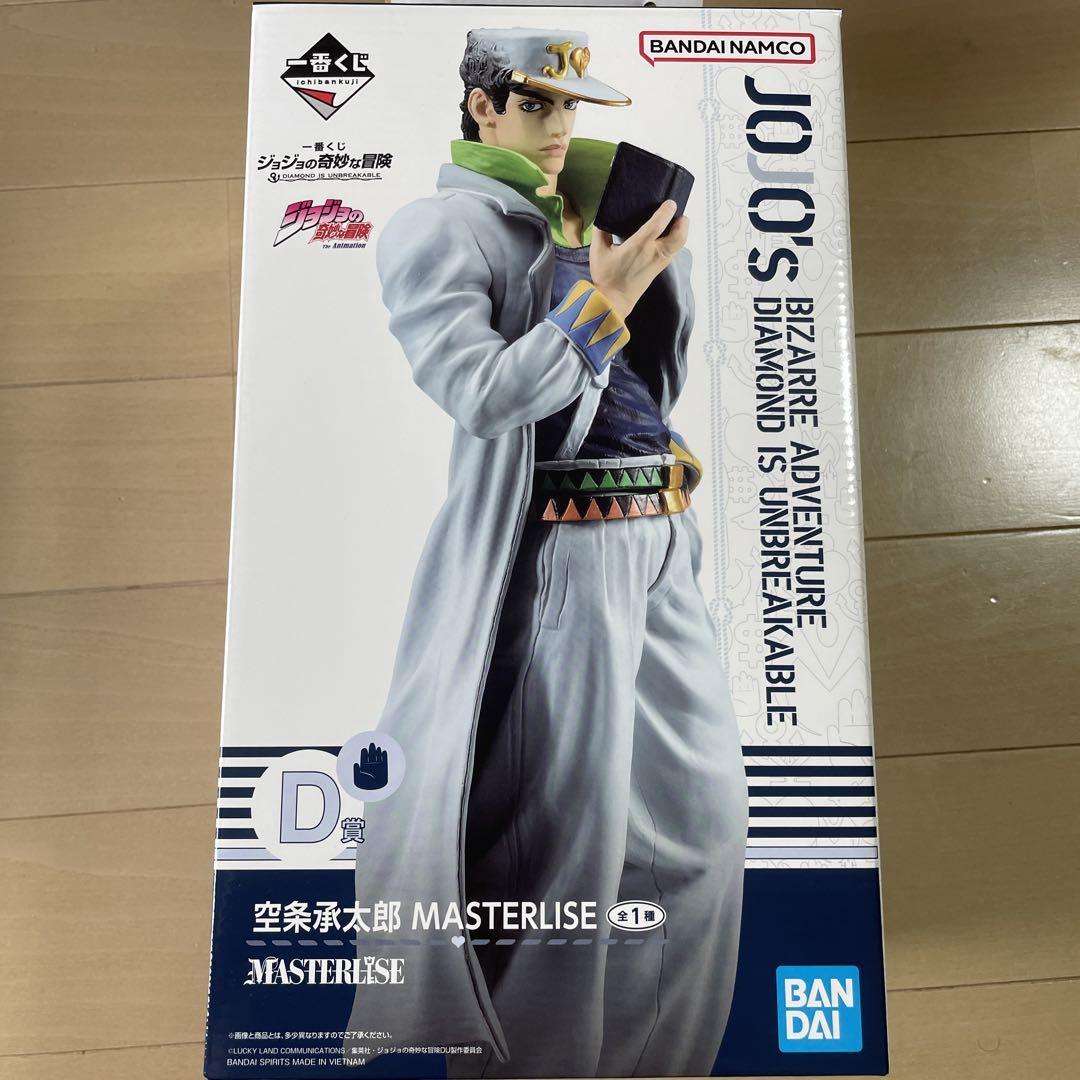 一番くじ
ichibankuji
一番くじ
ジョジョの奇妙な冒険
DIAMOND IS UNBREAKABLE
ジョジョの
奇妙な冒険
The Animation
BANDAI NAMCO
JOJO'S
BIZARRE ADVENTURE
DIAMOND IS UNBREAKABLE
D賞
空条承太郎 MASTERLISE 全1種
MASTERLISE
※画像と商品とは、多少異なりますのでご了承ください。
©LUCKY LAND COMMUNICATIONS/集英社・ジョジョの奇妙な冒険DU製作委員会
BANDAI SPIRITS MADE IN VIETNAM
BAN
DAI
J